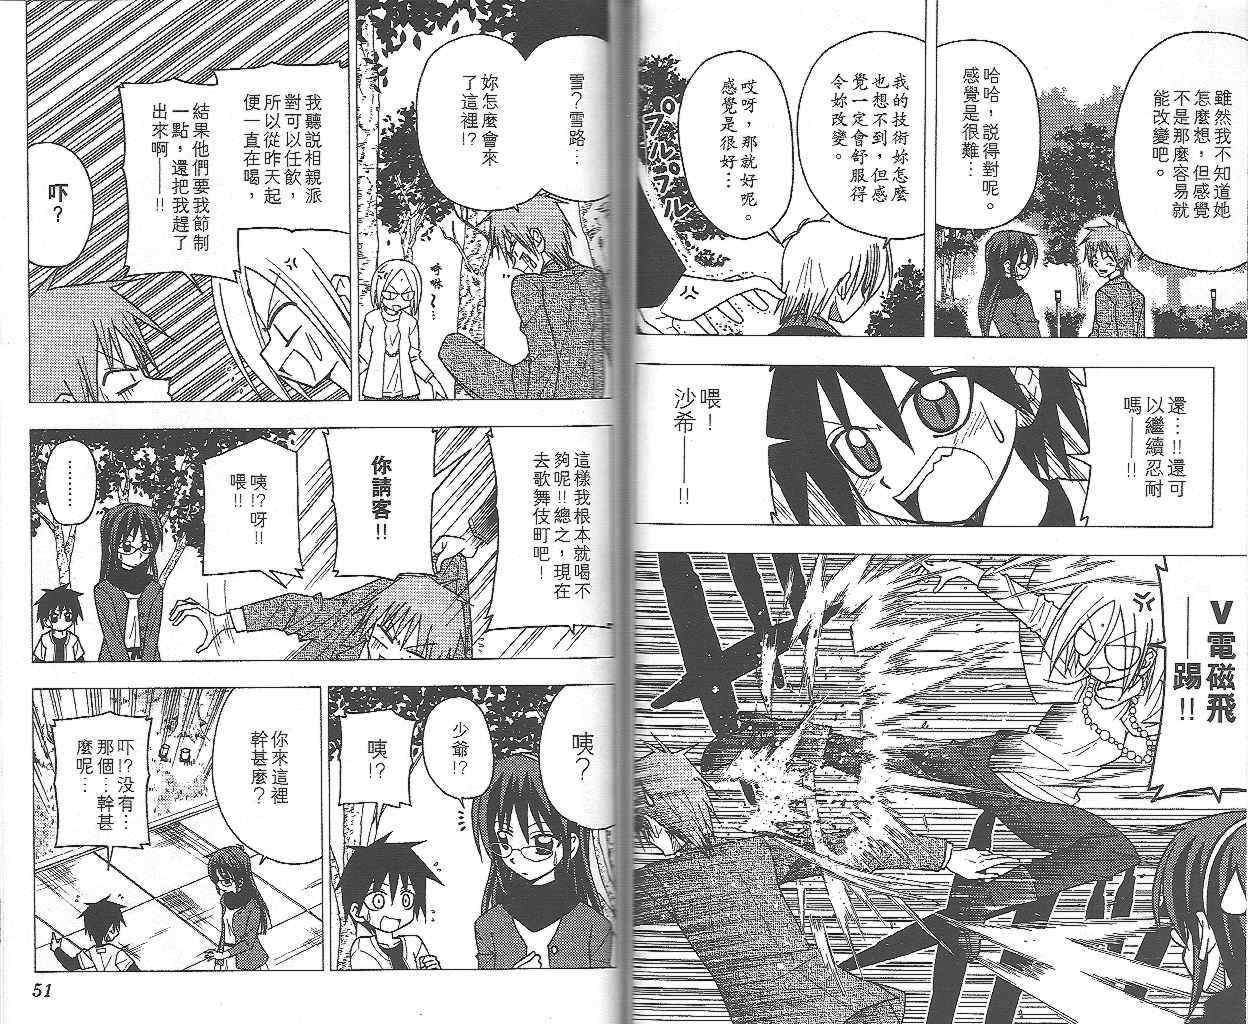 雖然我不知道她
怎麼想，但感覺
不是那麼容易就
能改變吧。
哈哈，説得對呢。
感覺是很難…
我的技術妳怎麼
也想不到，但感
覺一定會舒服得
令妳改變。
哎呀，那就好呢。
感覺是很好…
プルプル
還…!!還可
以繼續忍耐
嗎——!!
喂！
沙希——!!
V電磁飛
——踢!!
雪？雪路…
妳怎麼會來
了這裡!?
呼咻～…
我聽説相親派
對可以任飲，
所以從昨天起
便一直在喝，
結果他們要我節制
一點，還把我趕了
出來啊——!!
吓？
這樣我根本就喝不
夠呢!!總之，現在
去歌舞伎町吧！
你請客!!
咦!?呀!!
喂!!
………
咦？
少爺!?
咦!?
你來這裡
幹甚麼？
吓!?没有…
那個…幹甚
麼呢…
51